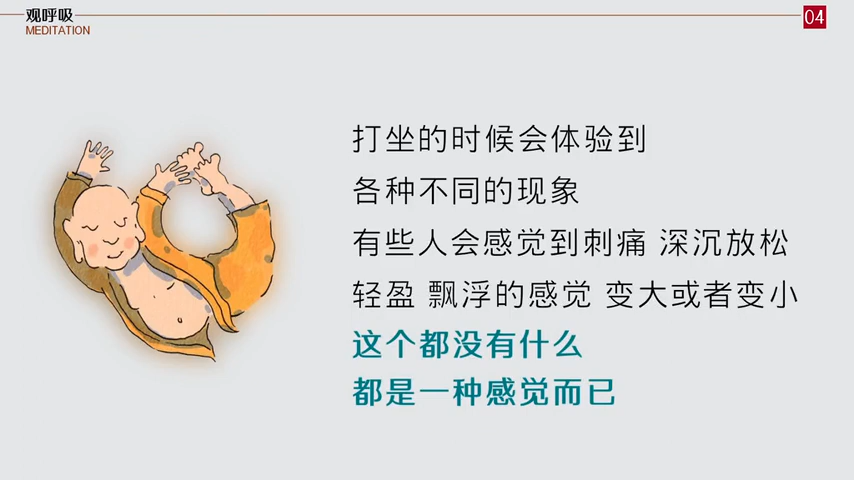 观呼吸
MEDITATION
04
打坐的时候会体验到
各种不同的现象
有些人会感觉到刺痛 深沉放松
轻盈 飘浮的感觉 变大或者变小
这个都没有什么
都是一种感觉而已